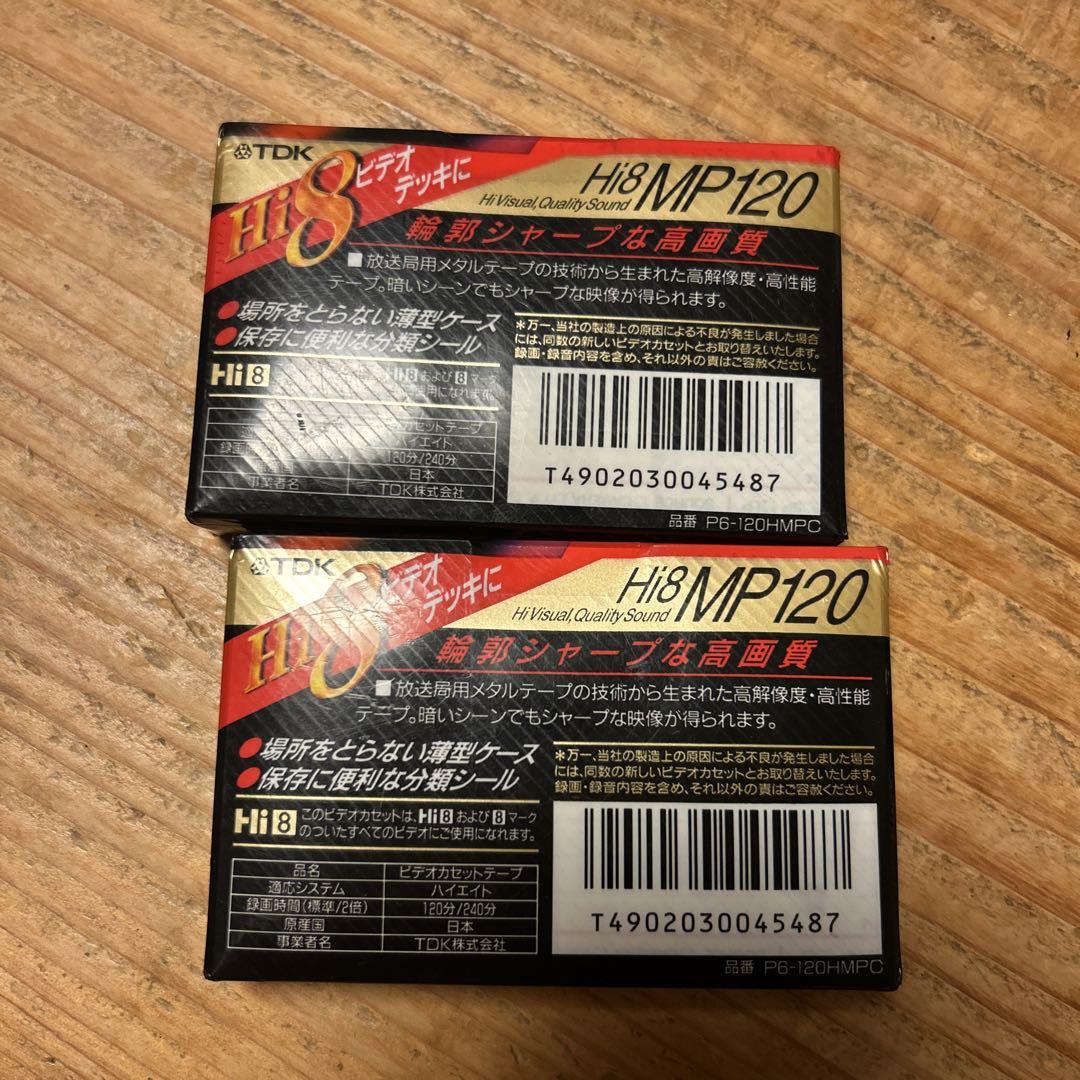 TDK
Hi8
ビデオ
デッキに
Hi8MP120
Hi Visual, Quality Sound
輪郭シャープな高画質
■放送局用メタルテープの技術から生まれた高解像度・高性能
テープ。暗いシーンでもシャープな映像が得られます。
●場所をとらない薄型ケース
●保存に便利な分類シール
*万一、当社の製造上の原因による不良が発生しました場合
には、同数の新しいビデオカセットとお取り替えいたします。
録画・録音内容を含め、それ以外の責はご容赦ください。
Hi8
Hi8および8マーク
使用になれます。
カセットテープ
ハイエイト
録画
120分/240分
日本
事業者名 TDK株式会社
T4902030045487
品番 P6-120HMPC
TDK
Hi8
ビデオ
デッキに
Hi8MP120
Hi Visual, Quality Sound
輪郭シャープな高画質
■放送局用メタルテープの技術から生まれた高解像度・高性能
テープ。暗いシーンでもシャープな映像が得られます。
●場所をとらない薄型ケース
●保存に便利な分類シール
*万一、当社の製造上の原因による不良が発生しました場合
には、同数の新しいビデオカセットとお取り替えいたします。
録画・録音内容を含め、それ以外の責はご容赦ください。
Hi8 このビデオカセットは、Hi8および8マーク
のついたすべてのビデオにご使用になれます。
品名 ビデオカセットテープ
適応システム ハイエイト
録画時間(標準/2倍) 120分/240分
原産国 日本
事業者名 TDK株式会社
T4902030045487
品番 P6-120HMPC